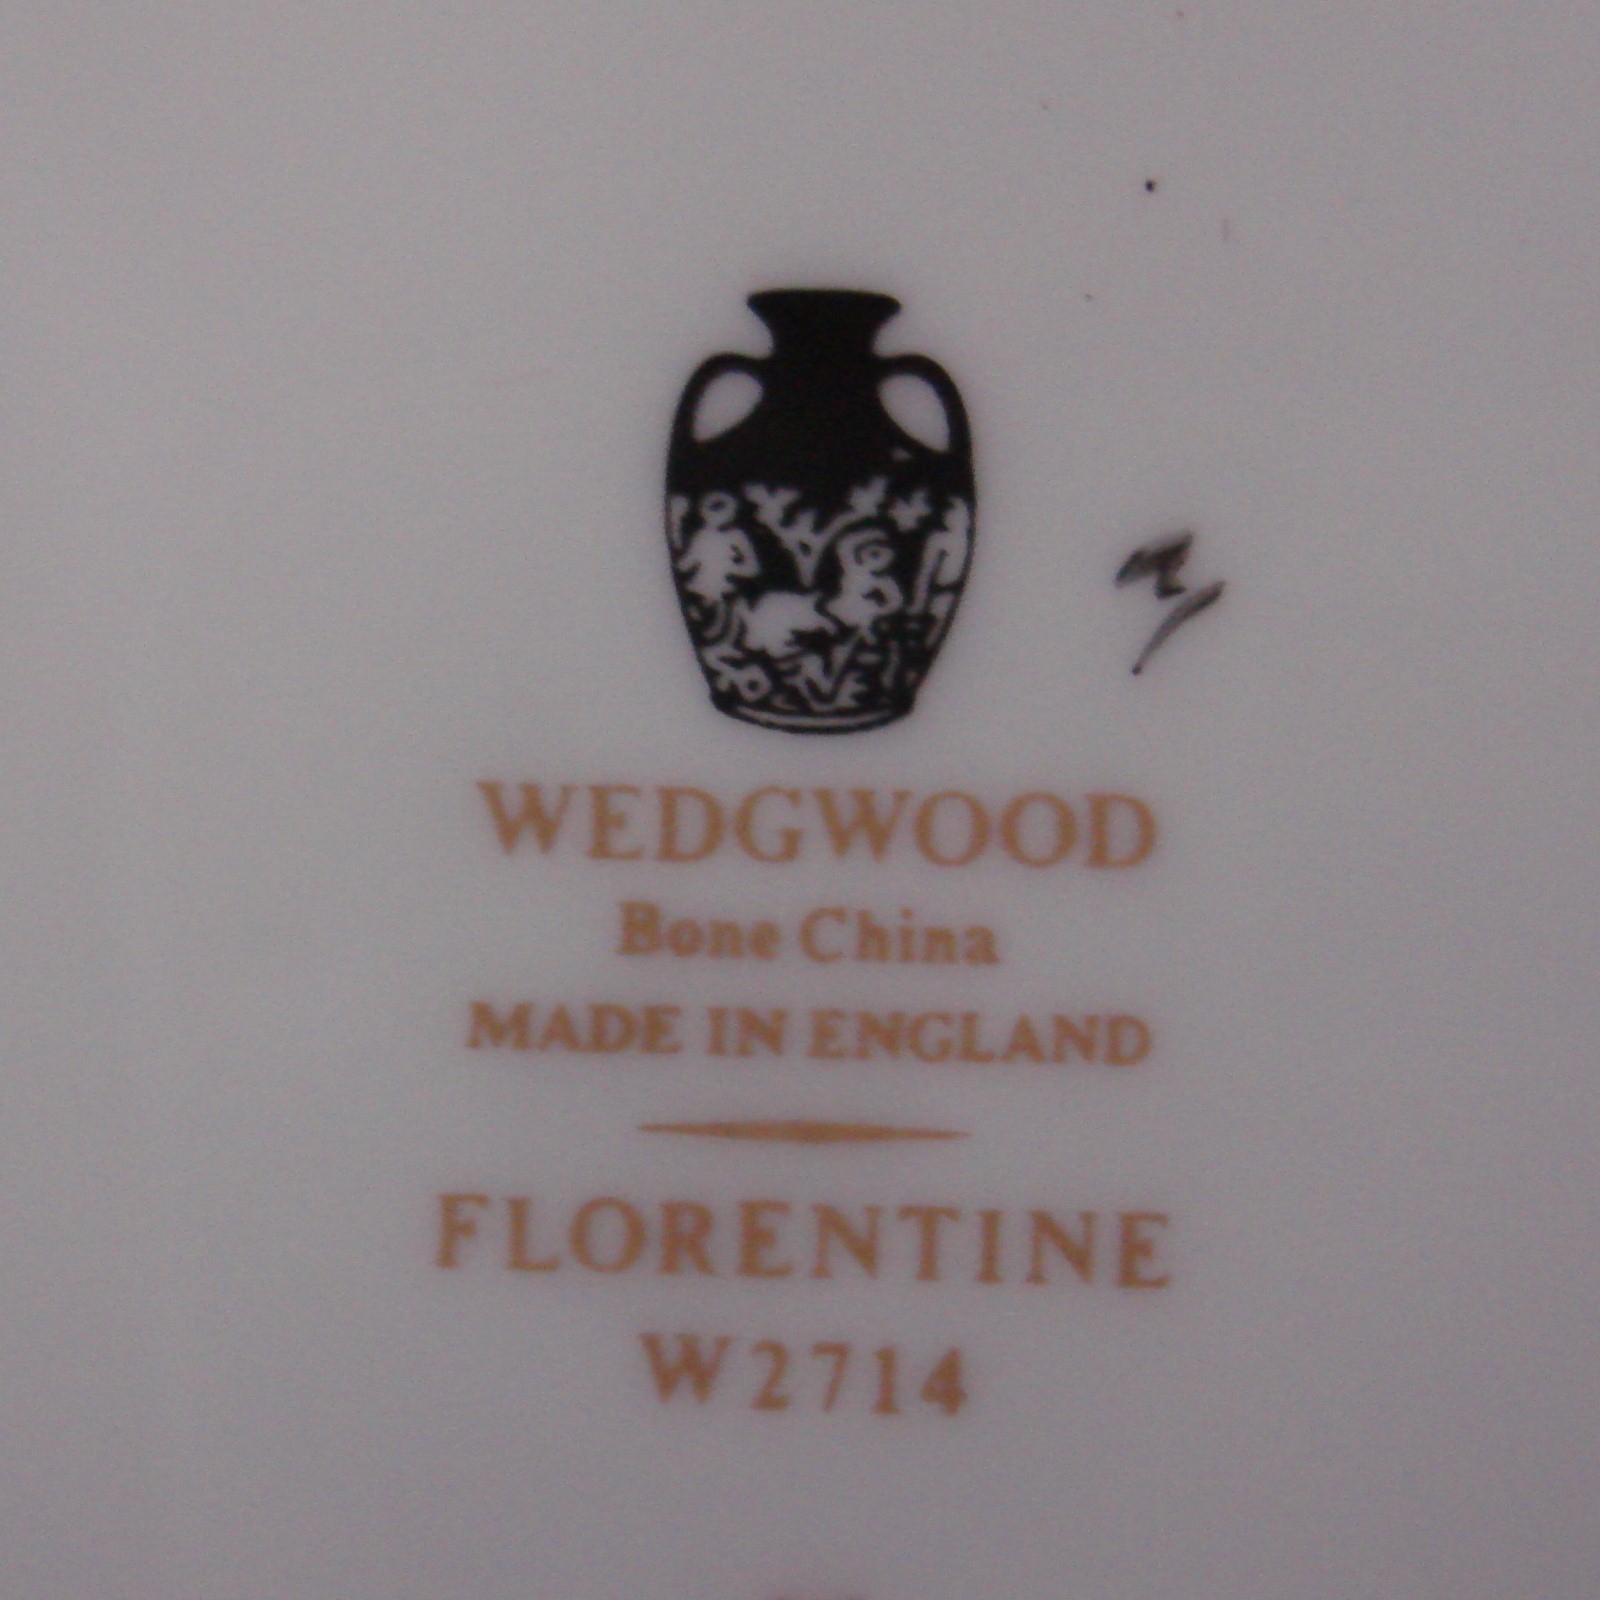 WEDGWOOD
Bone China
MADE IN ENGLAND
FLORENTINE
W2714